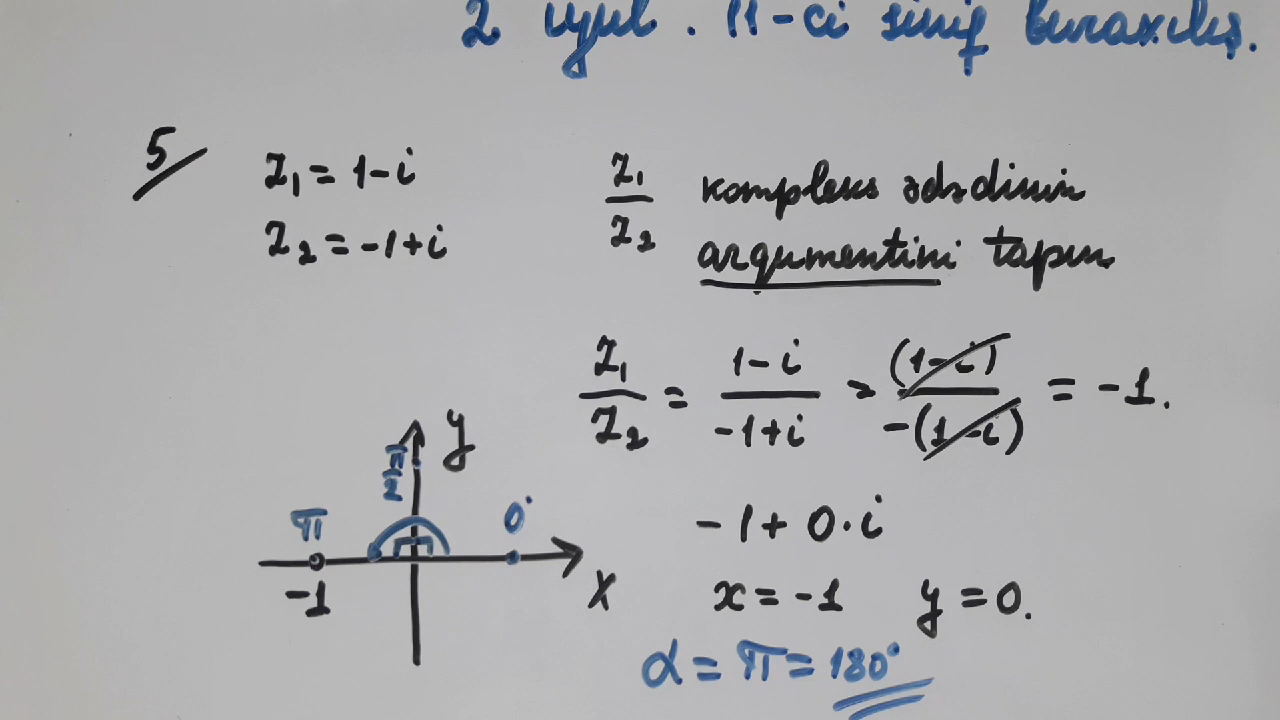 2 iyul. 11-ci sinif buraxılış.
5/ z₁ = 1-i
z₂ = -1+i
z₁/z₂ kompleks ədədinin
argumentini tapın
z₁/z₂ = (1-i)/(-1+i) = (1-i)/-(1-i) = -1.
-1+0·i
x = -1 y = 0.
α = π = 180°
y
π/2
π
0°
-1
x